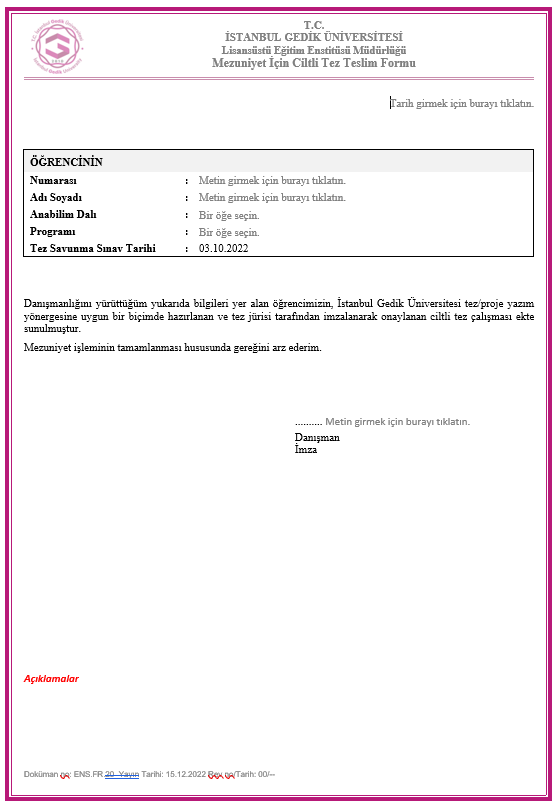 T.C.
İSTANBUL GEDİK ÜNİVERSİTESİ
Lisansüstü Eğitim Enstitüsü Müdürlüğü
Mezuniyet İçin Ciltli Tez Teslim Formu
Tarih girmek için burayı tıklatın.
ÖĞRENCİNİN
Numarası : Metin girmek için burayı tıklatın.
Adı Soyadı : Metin girmek için burayı tıklatın.
Anabilim Dalı : Bir öğe seçin.
Programı : Bir öğe seçin.
Tez Savunma Sınav Tarihi : 03.10.2022
Danışmanlığını yürüttüğüm yukarıda bilgileri yer alan öğrencimizin, İstanbul Gedik Üniversitesi tez/proje yazım
yönergesine uygun bir biçimde hazırlanan ve tez jürisi tarafından imzalanarak onaylanan ciltli tez çalışması ekte
sunulmuştur.
Mezuniyet işleminin tamamlanması hususunda gereğini arz ederim.
.......... Metin girmek için burayı tıklatın.
Danışman
İmza
Açıklamalar
Doküman no: ENS.FR 20 Yayın Tarihi: 15.12.2022 Rev no/Tarih: 00/--